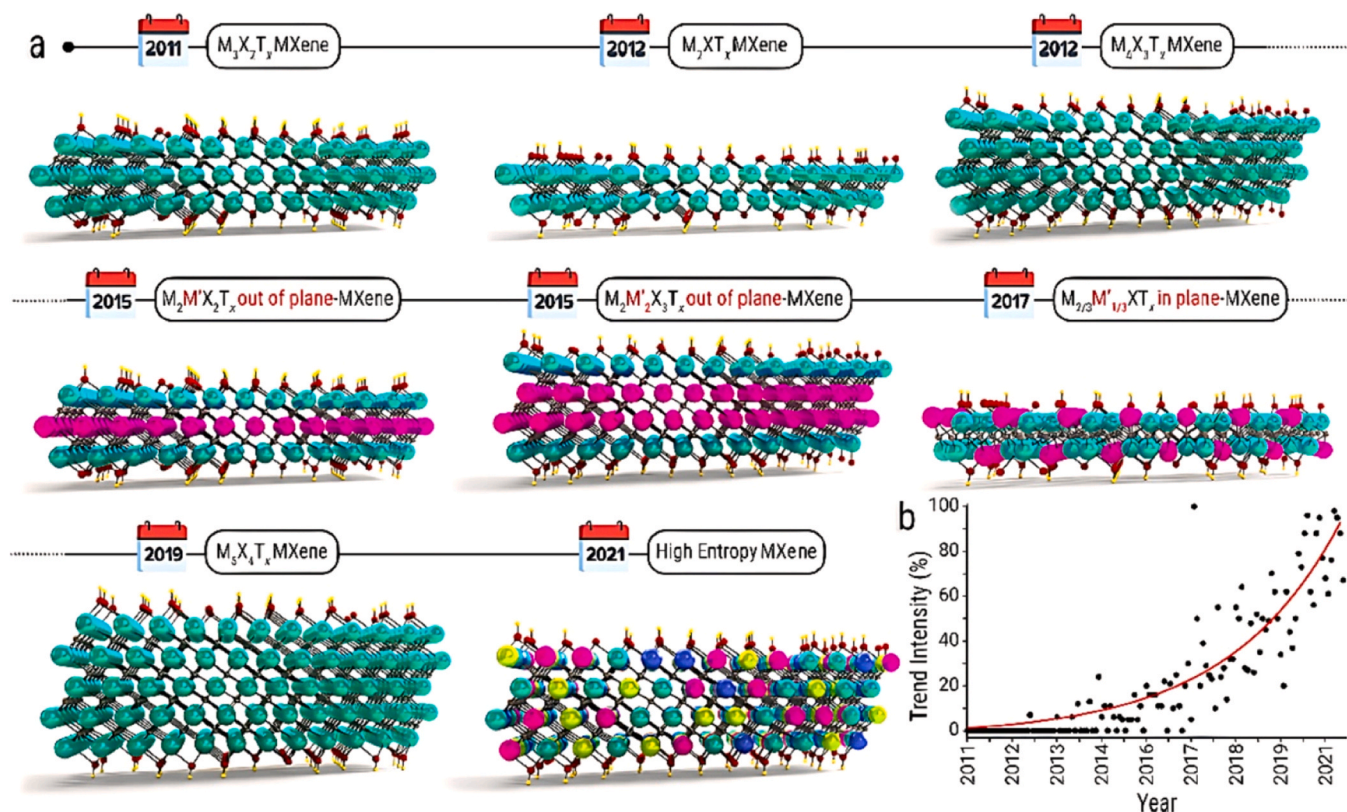 a
2011 M₃X₂Tₓ MXene
2012 M₂XTₓ MXene
2012 M₄X₃Tₓ MXene
2015 M₂M'X₂Tₓ out of plane-MXene
2015 M₂M'₂X₃Tₓ out of plane-MXene
2017 M₂/₃M'₁/₃XTₓ in plane-MXene
2019 M₅X₄Tₓ MXene
2021 High Entropy MXene
b
Trend Intensity (%)
100
80
60
40
20
0
2011 2012 2013 2014 2016 2017 2018 2019 2021
Year